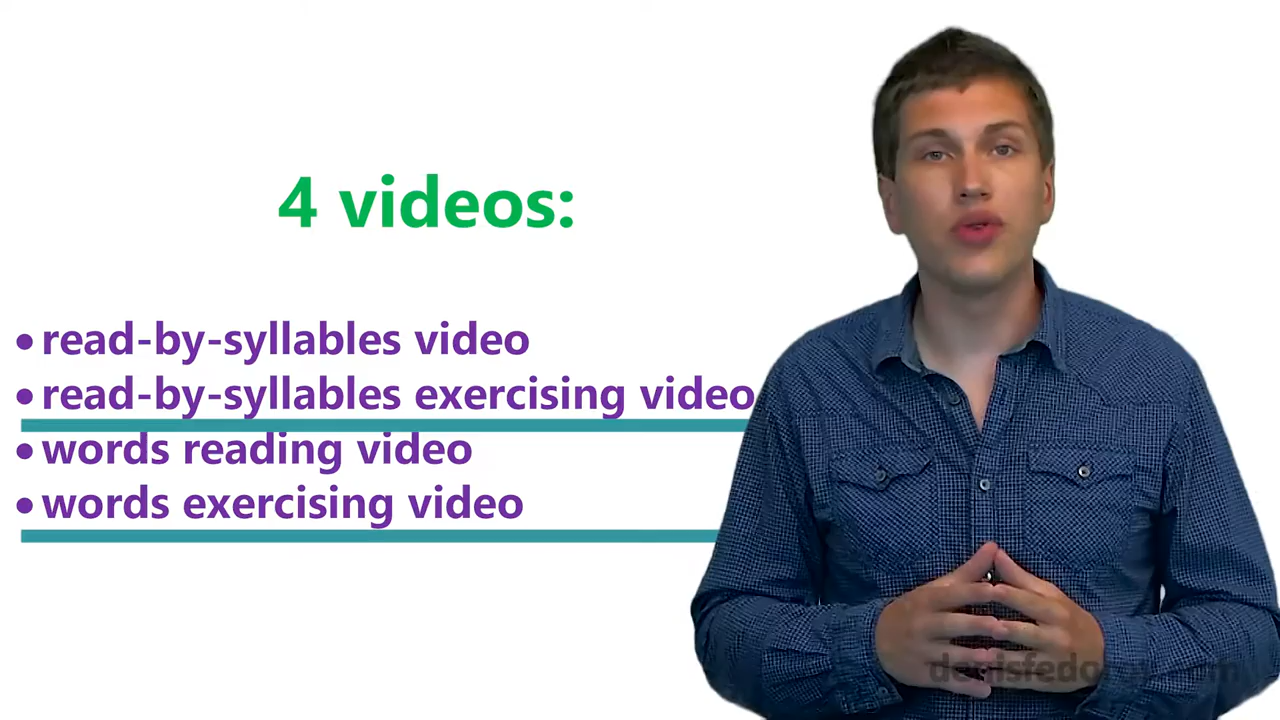 4 videos:
• read-by-syllables video
• read-by-syllables exercising video
• words reading video
• words exercising video